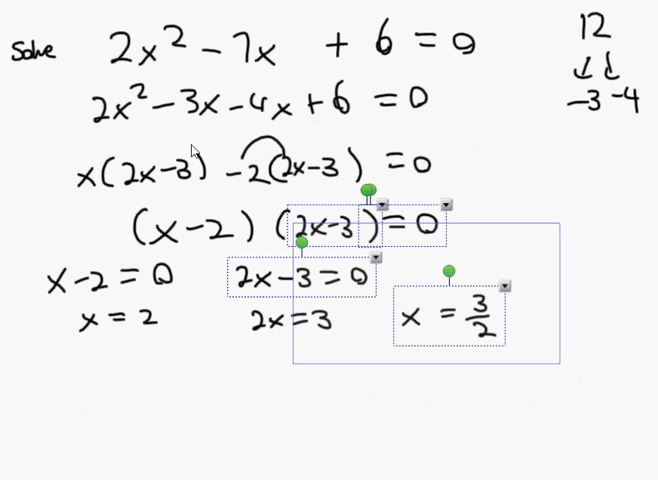 Solve 2x² - 7x + 6 = 0
12
2x² - 3x - 4x + 6 = 0
-3 -4
x(2x-3) -2(2x-3) = 0
(x-2) (2x-3) = 0
x-2 = 0 2x-3 = 0
x = 2 2x = 3 x = 3/2